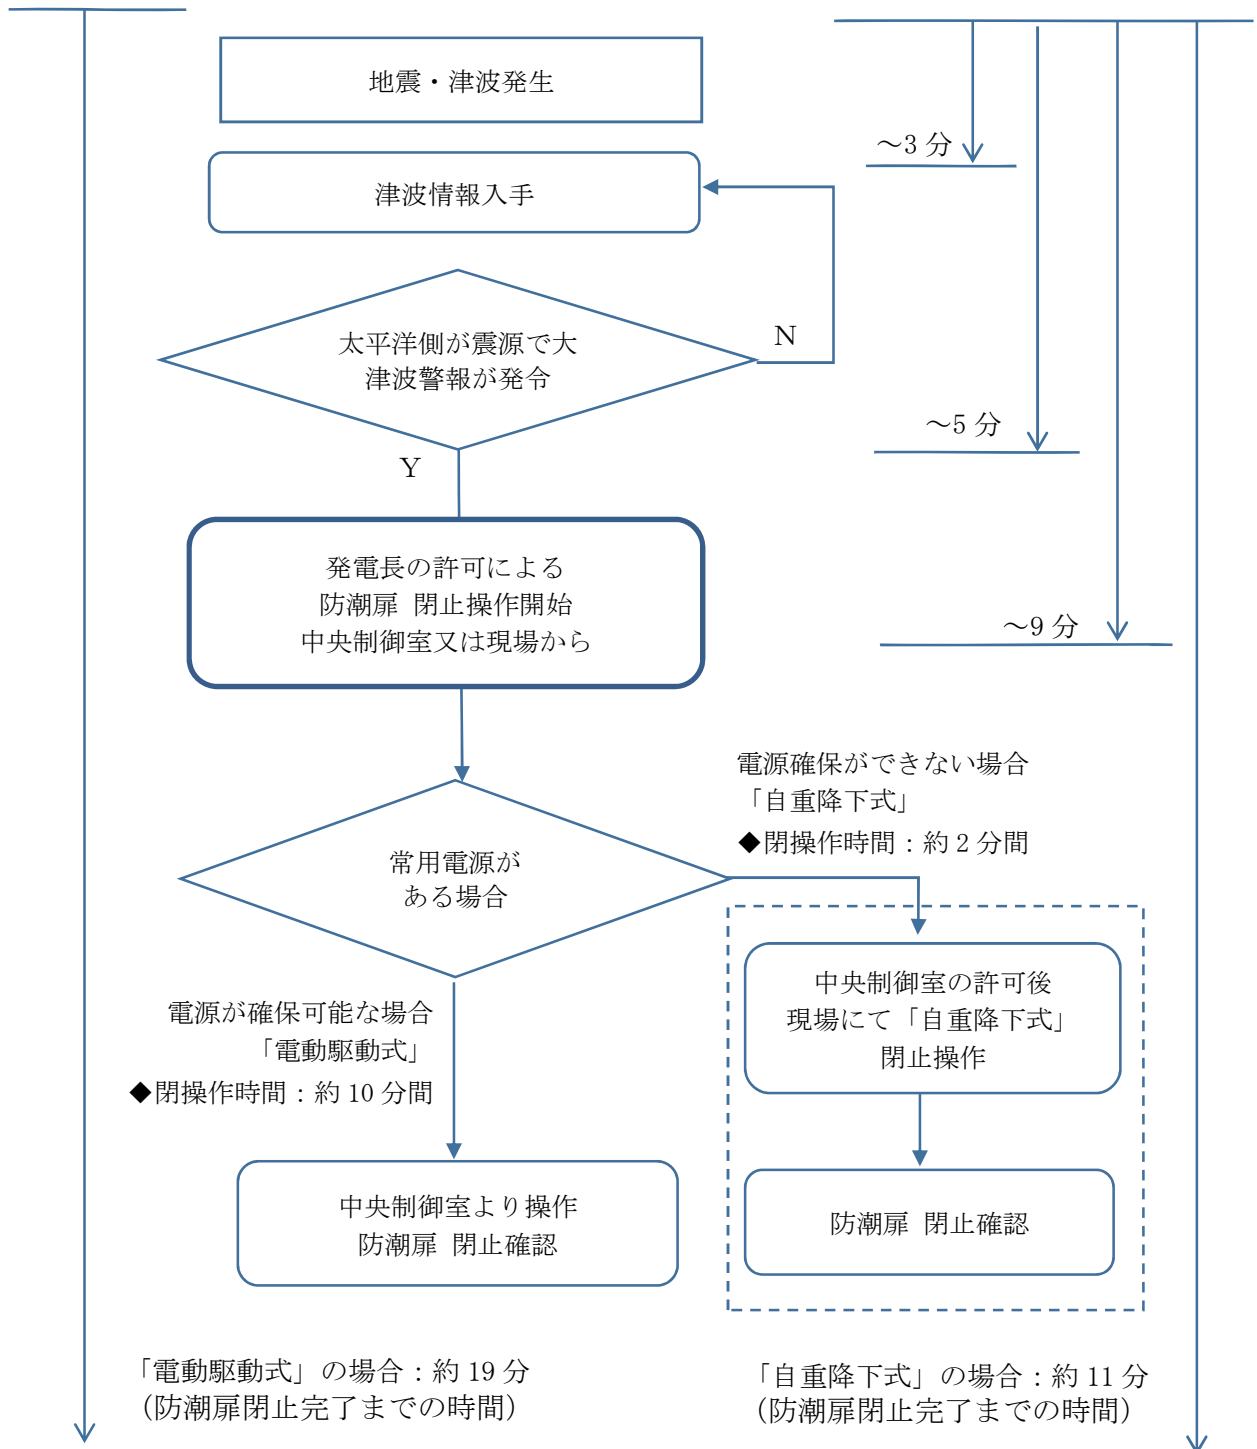 地震・津波発生
～3 分
津波情報入手
太平洋側が震源で大
津波警報が発令
N
～5 分
Y
発電長の許可による
防潮扉 閉止操作開始
中央制御室又は現場から
～9 分
電源確保ができない場合
「自重降下式」
◆閉操作時間：約 2 分間
常用電源が
ある場合
中央制御室の許可後
現場にて「自重降下式」
閉止操作
電源が確保可能な場合
「電動駆動式」
◆閉操作時間：約 10 分間
中央制御室より操作
防潮扉 閉止確認
防潮扉 閉止確認
「電動駆動式」の場合：約 19 分
（防潮扉閉止完了までの時間）
「自重降下式」の場合：約 11 分
（防潮扉閉止完了までの時間）